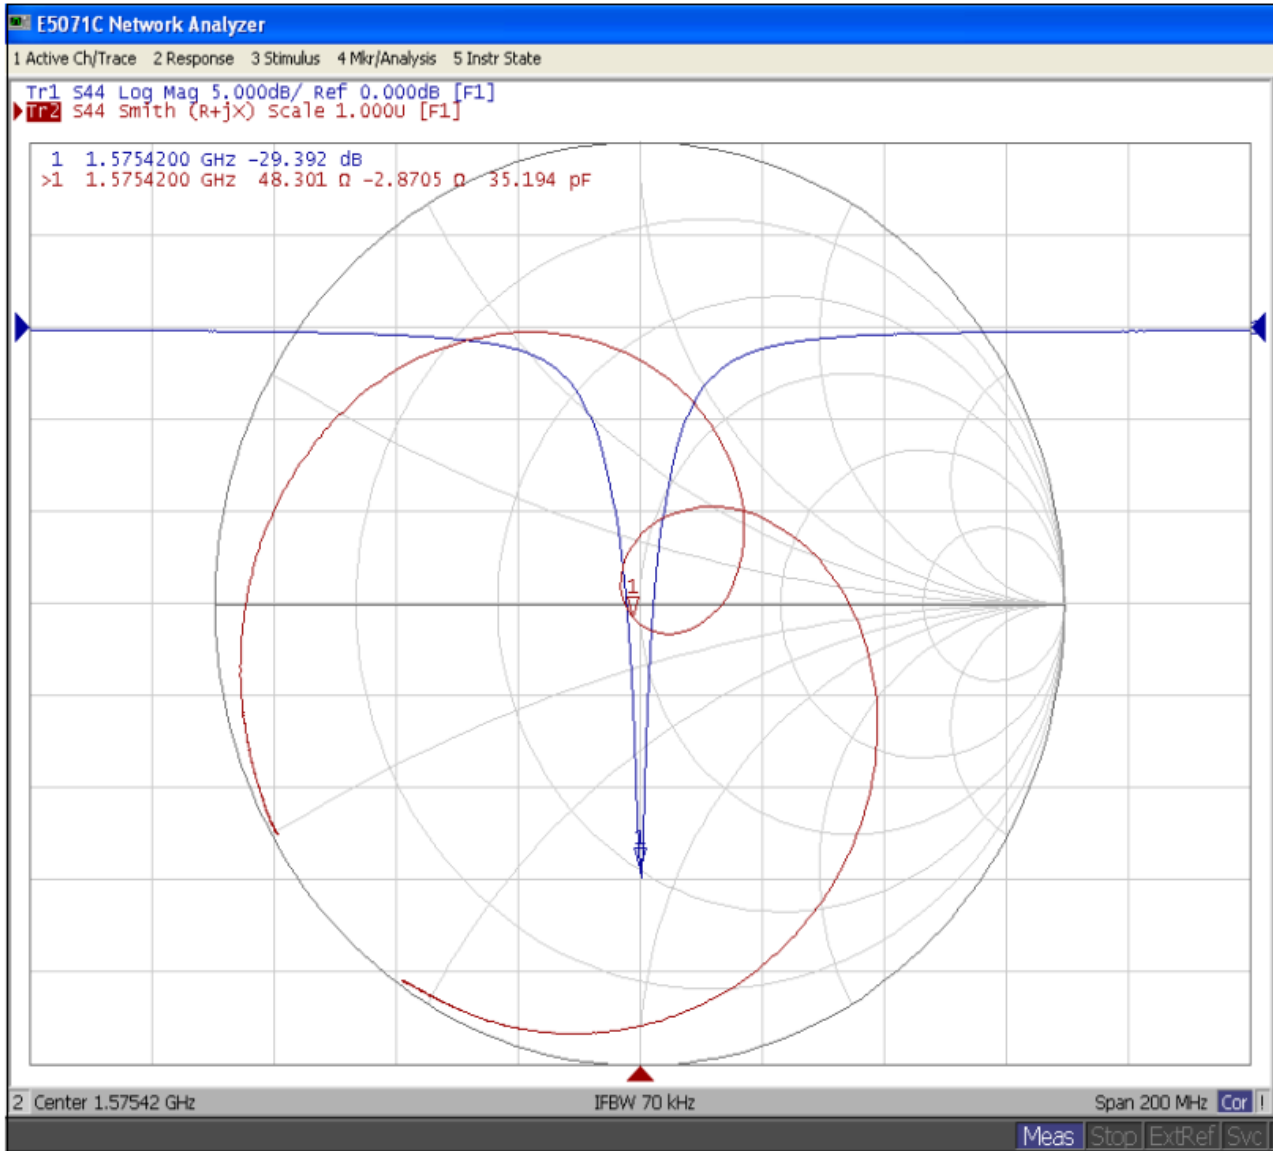 E5071C Network Analyzer
1 Active Ch/Trace 2 Response 3 Stimulus 4 Mkr/Analysis 5 Instr State
Tr1 S44 Log Mag 5.000dB/ Ref 0.000dB [F1]
Tr2 S44 Smith (R+jX) Scale 1.000U [F1]
1 1.5754200 GHz -29.392 dB
>1 1.5754200 GHz 48.301 Ω -2.8705 Ω 35.194 pF
1
2 Center 1.57542 GHz IFBW 70 kHz Span 200 MHz Cor !
Meas Stop ExtRef Svc